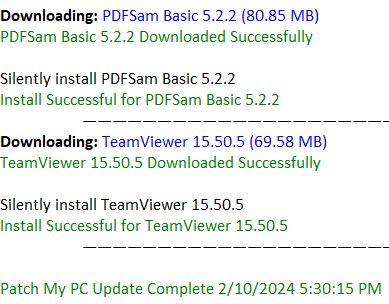 Downloading: PDFSam Basic 5.2.2 (80.85 MB)
PDFSam Basic 5.2.2 Downloaded Successfully
Silently install PDFSam Basic 5.2.2
Install Successful for PDFSam Basic 5.2.2
Downloading: TeamViewer 15.50.5 (69.58 MB)
TeamViewer 15.50.5 Downloaded Successfully
Silently install TeamViewer 15.50.5
Install Successful for TeamViewer 15.50.5
Patch My PC Update Complete 2/10/2024 5:30:15 PM